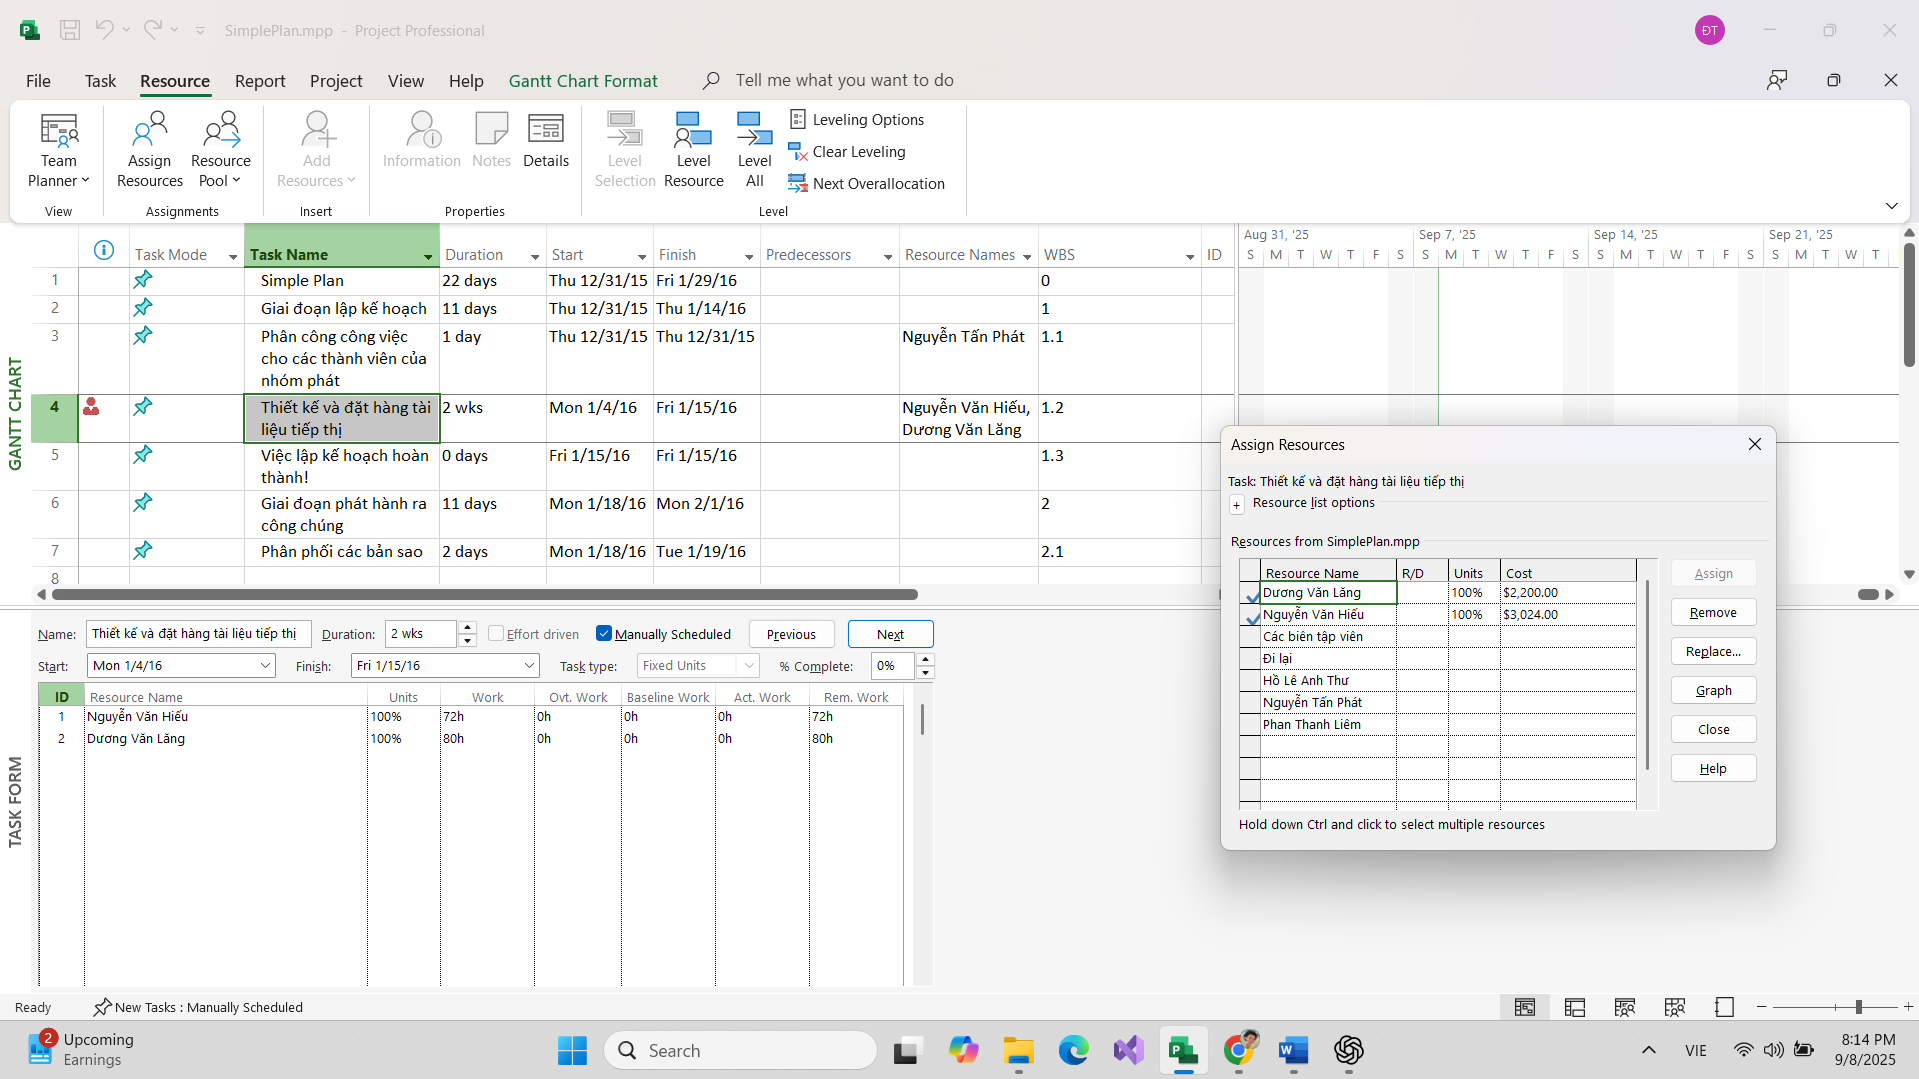 SimplePlan.mpp - Project Professional
ĐT
File Task Resource Report Project View Help Gantt Chart Format Tell me what you want to do
Team Planner
Assign Resources
Resource Pool
Add Resources
Information
Notes
Details
Level Selection
Level Resource
Level All
Leveling Options
Clear Leveling
Next Overallocation
View Assignments Insert Properties Level
Task Mode Task Name Duration Start Finish Predecessors Resource Names WBS ID
Aug 31, '25 Sep 7, '25 Sep 14, '25 Sep 21, '25
S M T W T F S S M T W T F S S M T W T F S S M T W T
GANTT CHART
1 Simple Plan 22 days Thu 12/31/15 Fri 1/29/16 0
2 Giai đoạn lập kế hoạch 11 days Thu 12/31/15 Thu 1/14/16 1
3 Phân công công việc 1 day Thu 12/31/15 Thu 12/31/15 Nguyễn Tấn Phát 1.1
cho các thành viên của
nhóm phát
4 Thiết kế và đặt hàng tài 2 wks Mon 1/4/16 Fri 1/15/16 Nguyễn Văn Hiếu, 1.2
liệu tiếp thị Dương Văn Lăng
5 Việc lập kế hoạch hoàn 0 days Fri 1/15/16 Fri 1/15/16 1.3
thành!
6 Giai đoạn phát hành ra 11 days Mon 1/18/16 Mon 2/1/16 2
công chúng
7 Phân phối các bản sao 2 days Mon 1/18/16 Tue 1/19/16 2.1
8
Assign Resources
Task: Thiết kế và đặt hàng tài liệu tiếp thị
+ Resource list options
Resources from SimplePlan.mpp
Resource Name R/D Units Cost
Dương Văn Lăng 100% $2,200.00
Nguyễn Văn Hiếu 100% $3,024.00
Các biên tập viên
Đi lại
Hồ Lê Anh Thư
Nguyễn Tấn Phát
Phan Thanh Liêm
Assign
Remove
Replace...
Graph
Close
Help
Hold down Ctrl and click to select multiple resources
TASK FORM
Name: Thiết kế và đặt hàng tài liệu tiếp thị Duration: 2 wks Effort driven Manually Scheduled Previous Next
Start: Mon 1/4/16 Finish: Fri 1/15/16 Task type: Fixed Units % Complete: 0%
ID Resource Name Units Work Ovt. Work Baseline Work Act. Work Rem. Work
1 Nguyễn Văn Hiếu 100% 72h 0h 0h 0h 72h
2 Dương Văn Lăng 100% 80h 0h 0h 0h 80h
Ready New Tasks : Manually Scheduled
2 Upcoming
Earnings
Search
VIE
8:14 PM
9/8/2025